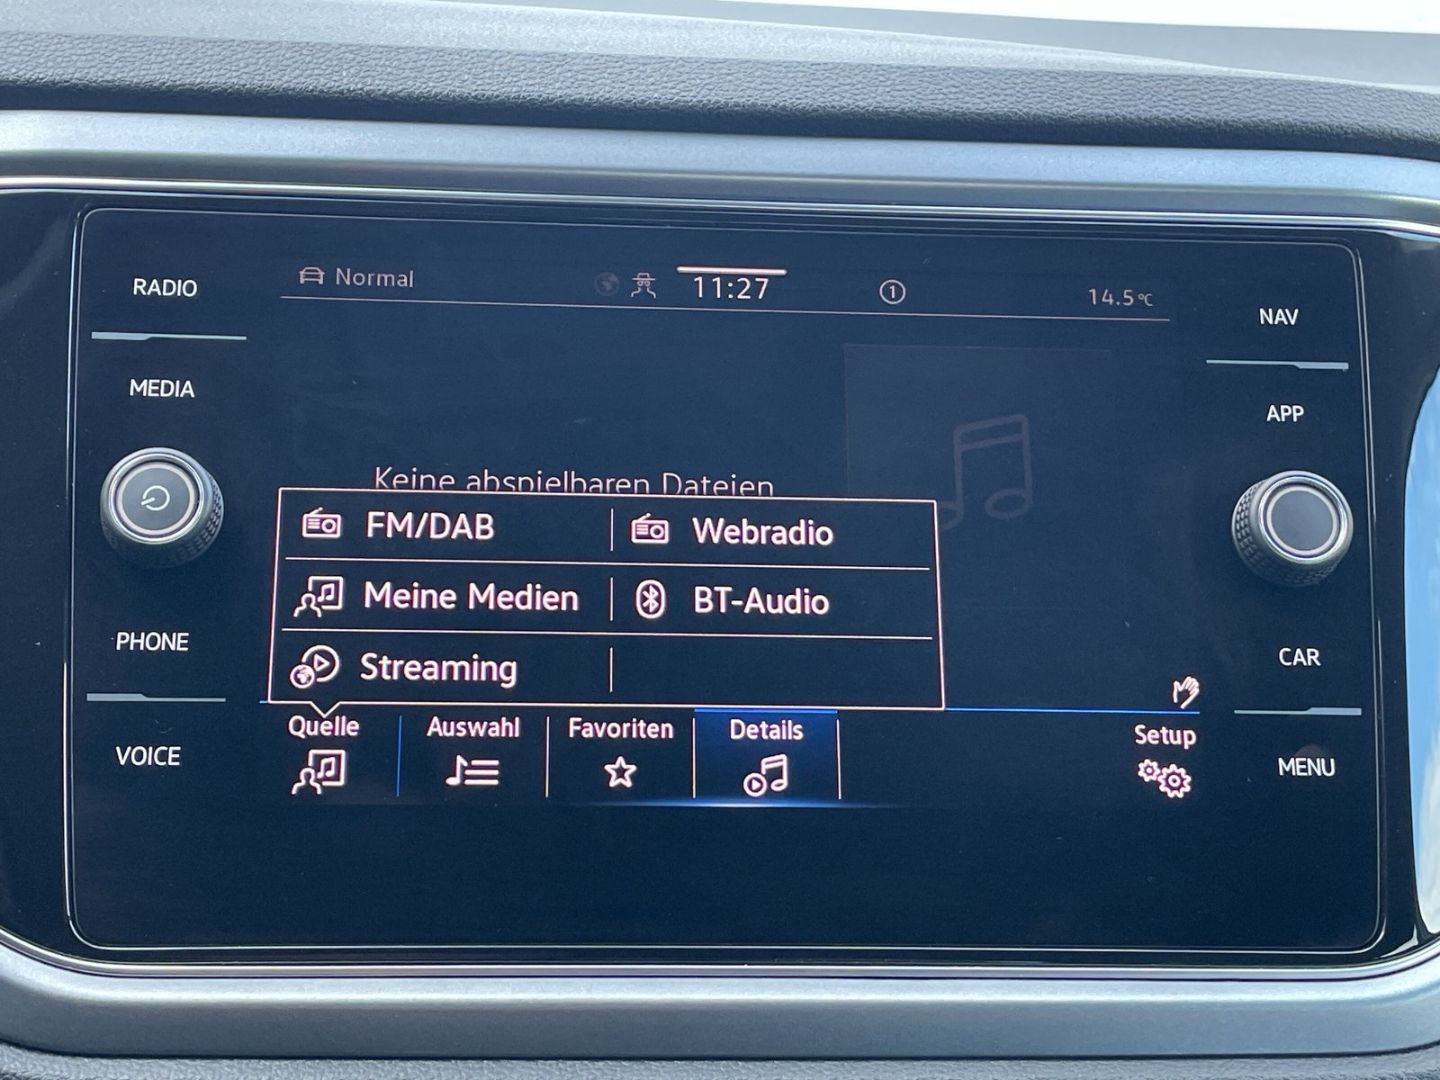 RADIO
MEDIA
PHONE
VOICE
Normal
11:27
1
14.5°C
Keine abspielbaren Dateien
FM/DAB
Webradio
Meine Medien
BT-Audio
Streaming
Quelle
Auswahl
Favoriten
Details
Setup
NAV
APP
CAR
MENU